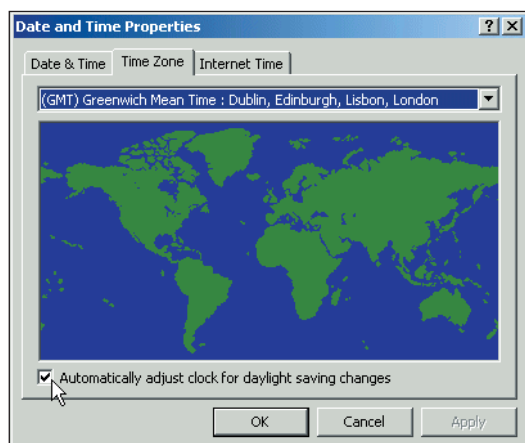 Date and Time Properties
Date & Time Time Zone Internet Time
(GMT) Greenwich Mean Time : Dublin, Edinburgh, Lisbon, London
Automatically adjust clock for daylight saving changes
OK Cancel Apply